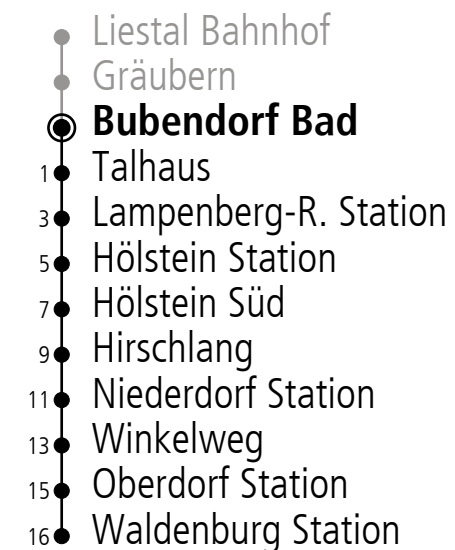 Liestal Bahnhof
Gräubern
Bubendorf Bad
1 Talhaus
3 Lampenberg-R. Station
5 Hölstein Station
7 Hölstein Süd
9 Hirschlang
11 Niederdorf Station
13 Winkelweg
15 Oberdorf Station
16 Waldenburg Station